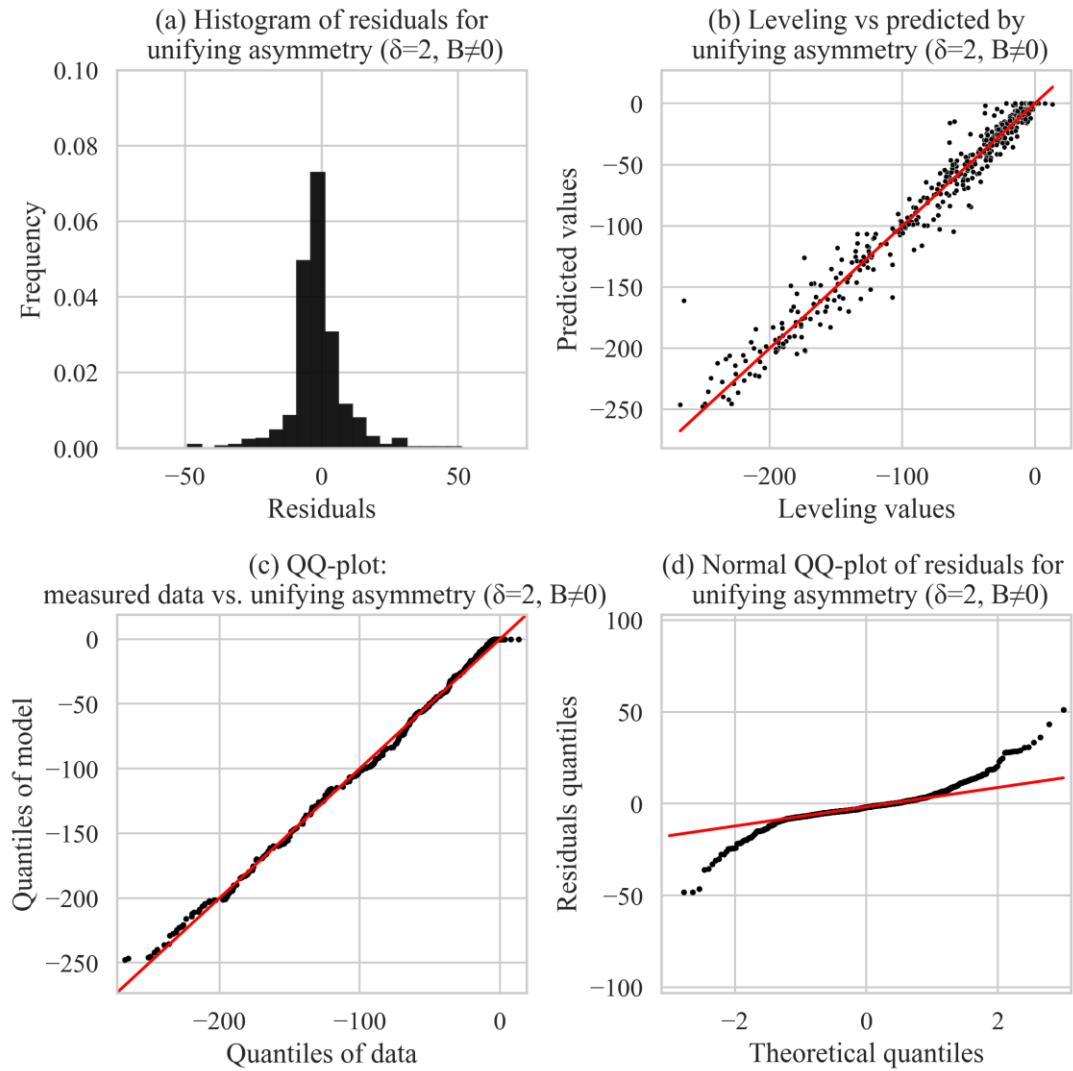 (a) Histogram of residuals for
unifying asymmetry (δ=2, B≠0)
0.10
0.08
0.06
0.04
0.02
0.00
Frequency
−50
0
50
Residuals
(b) Leveling vs predicted by
unifying asymmetry (δ=2, B≠0)
0
−50
−100
−150
−200
−250
Predicted values
−200
−100
0
Leveling values
(c) QQ-plot:
measured data vs. unifying asymmetry (δ=2, B≠0)
0
−50
−100
−150
−200
−250
Quantiles of model
−200
−100
0
Quantiles of data
(d) Normal QQ-plot of residuals for
unifying asymmetry (δ=2, B≠0)
100
50
0
−50
−100
Residuals quantiles
−2
0
2
Theoretical quantiles